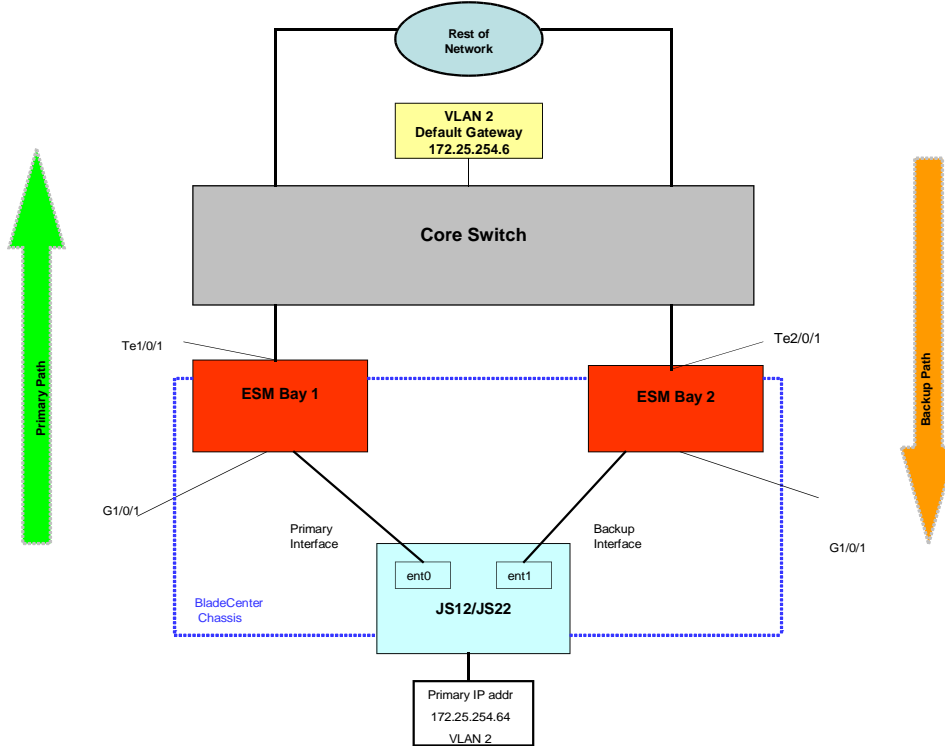 Rest of
Network
VLAN 2
Default Gateway
172.25.254.6
Core Switch
Primary Path
Backup Path
Te1/0/1
Te2/0/1
ESM Bay 1
ESM Bay 2
G1/0/1
G1/0/1
Primary
Interface
Backup
Interface
ent0
ent1
JS12/JS22
BladeCenter
Chassis
Primary IP addr
172.25.254.64
VLAN 2